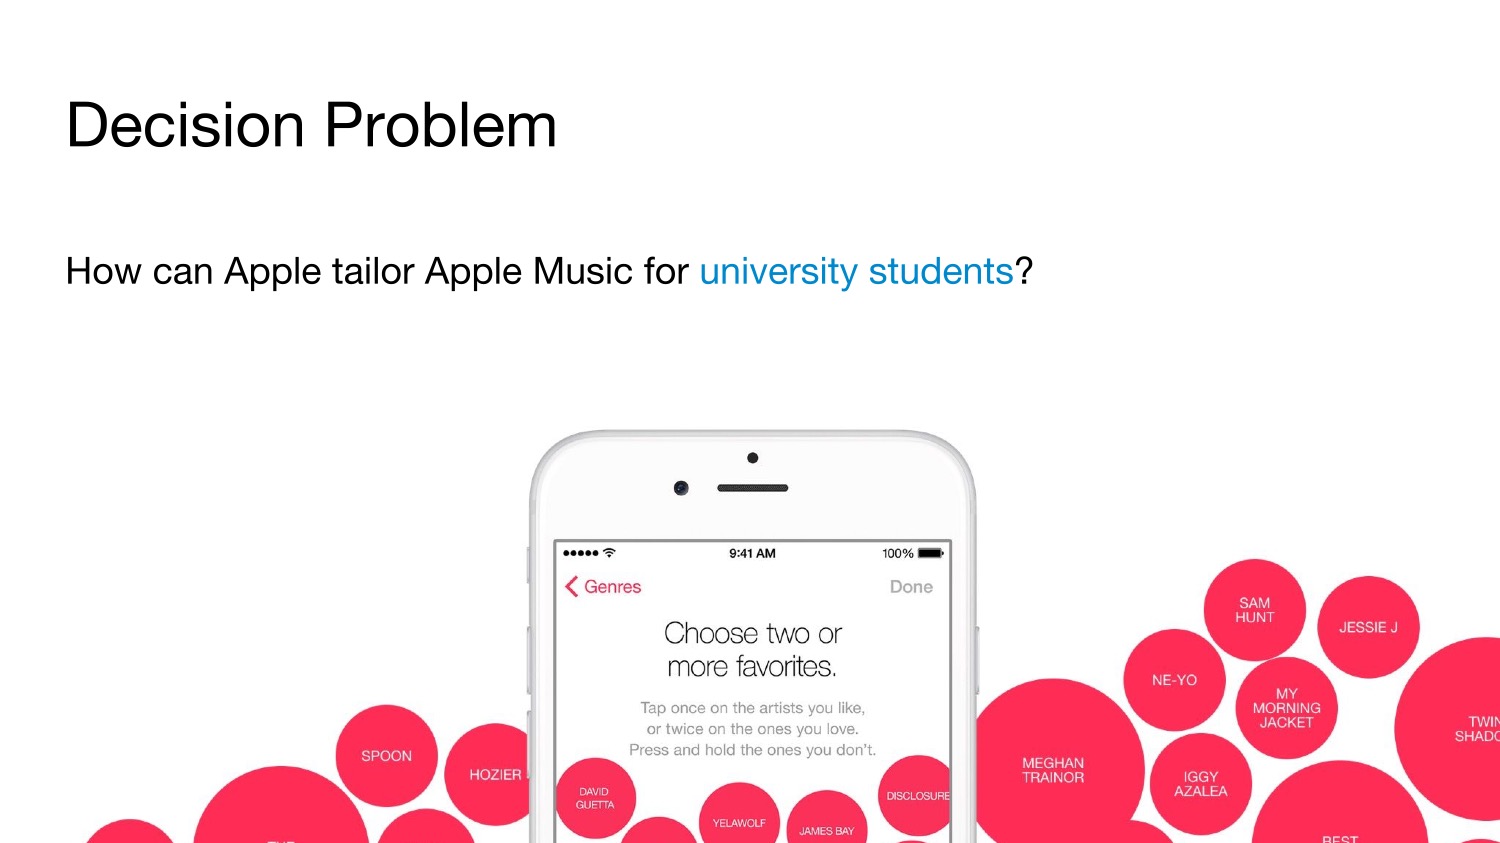 Decision Problem
How can Apple tailor Apple Music for university students?
9:41 AM
100%
Genres
Done
Choose two or
more favorites.
Tap once on the artists you like,
or twice on the ones you love.
Press and hold the ones you don't.
SPOON
HOZIER
DAVID
GUETTA
YELAWOLF
JAMES BAY
DISCLOSURE
MEGHAN
TRAINOR
NE-YO
SAM
HUNT
JESSIE J
MY
MORNING
JACKET
IGGY
AZALEA
BEST